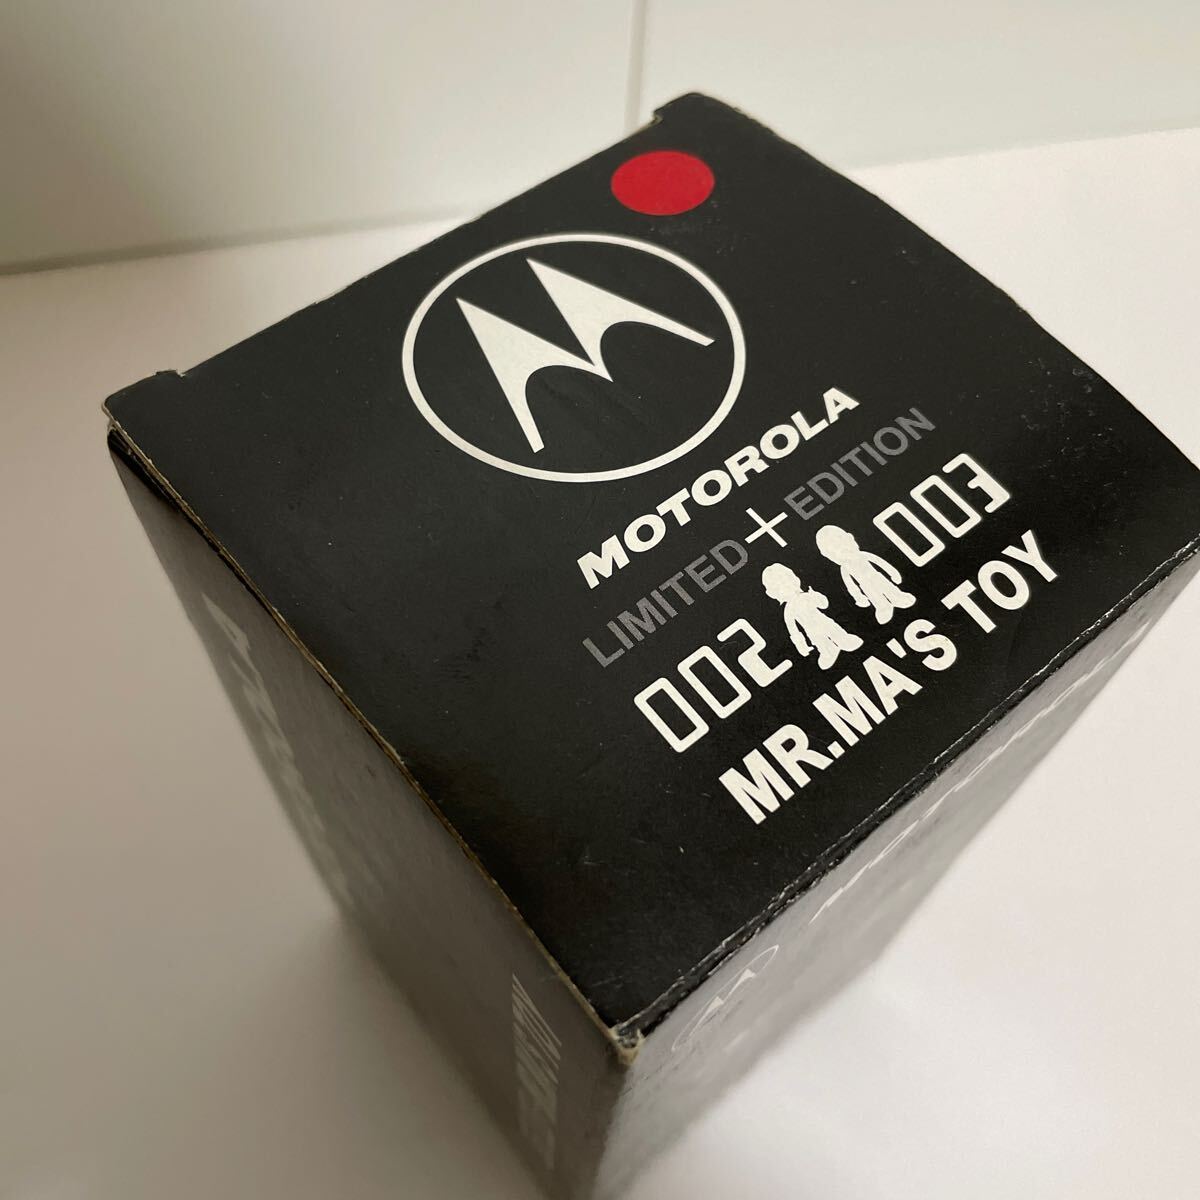 MOTOROLA
LIMITED+EDITION
002 003
MR.MA'S TOY